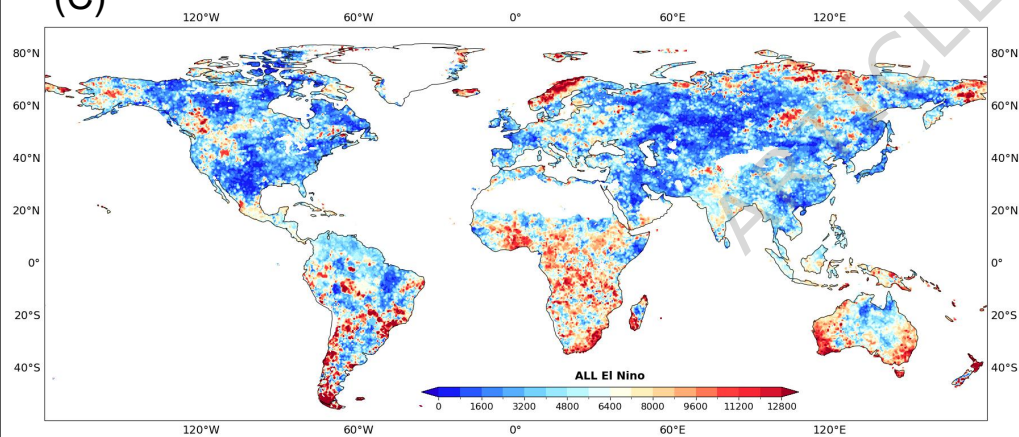 (C)
120°W 60°W 0° 60°E 120°E
80°N 80°N
60°N 60°N
40°N 40°N
20°N 20°N
0° 0°
20°S 20°S
40°S 40°S
ALL El Nino
0 1600 3200 4800 6400 8000 9600 11200 12800
120°W 60°W 0° 60°E 120°E
ARTICLE